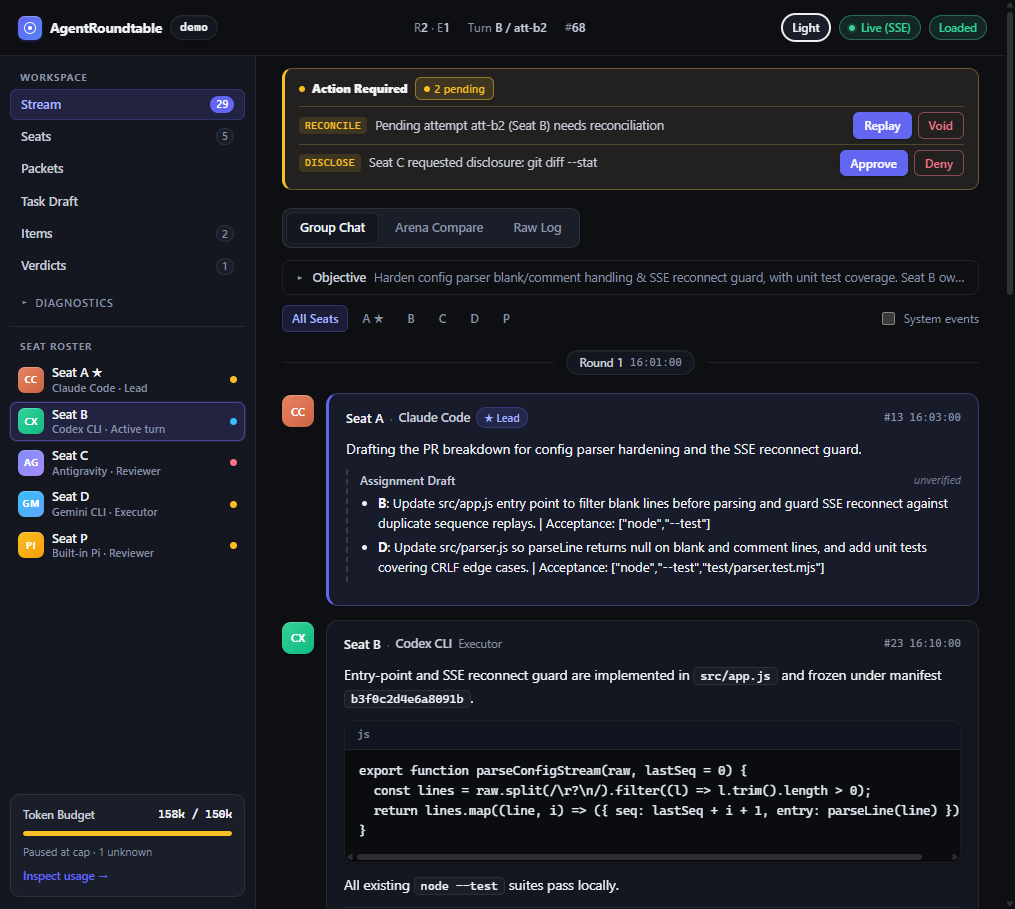 AgentRoundtable demo
R2 · E1 Turn B / att-b2 #68
Light Live (SSE) Loaded
WORKSPACE
Stream 29
Seats 5
Packets
Task Draft
Items 2
Verdicts 1
DIAGNOSTICS
SEAT ROSTER
CC Seat A ★
Claude Code · Lead
CX Seat B
Codex CLI · Active turn
AG Seat C
Antigravity · Reviewer
GM Seat D
Gemini CLI · Executor
PI Seat P
Built-in Pi · Reviewer
Token Budget 158k / 150k
Paused at cap · 1 unknown
Inspect usage →
Action Required 2 pending
RECONCILE Pending attempt att-b2 (Seat B) needs reconciliation Replay Void
DISCLOSE Seat C requested disclosure: git diff --stat Approve Deny
Group Chat Arena Compare Raw Log
Objective Harden config parser blank/comment handling & SSE reconnect guard, with unit test coverage. Seat B ow...
All Seats A ★ B C D P System events
Round 1 16:01:00
CC Seat A · Claude Code ★ Lead #13 16:03:00
Drafting the PR breakdown for config parser hardening and the SSE reconnect guard.
Assignment Draft unverified
• B: Update src/app.js entry point to filter blank lines before parsing and guard SSE reconnect against
duplicate sequence replays. | Acceptance: ["node","--test"]
• D: Update src/parser.js so parseLine returns null on blank and comment lines, and add unit tests
covering CRLF edge cases. | Acceptance: ["node","--test","test/parser.test.mjs"]
CX Seat B · Codex CLI Executor #23 16:10:00
Entry-point and SSE reconnect guard are implemented in src/app.js and frozen under manifest
b3f0c2d4e6a8091b.
js
export function parseConfigStream(raw, lastSeq = 0) {
const lines = raw.split(/\r?\n/).filter((l) => l.trim().length > 0);
return lines.map((line, i) => ({ seq: lastSeq + i + 1, entry: parseLine(line) })
}
All existing node --test suites pass locally.